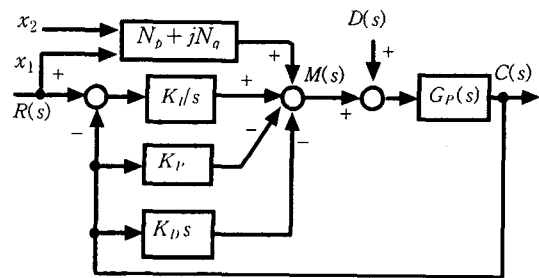 x₂
N_p + jN_q
D(s)
x₁
+
M(s)
+
C(s)
+
K_I/s
+
G_P(s)
R(s)
+
−
−
−
K_P
K_D s